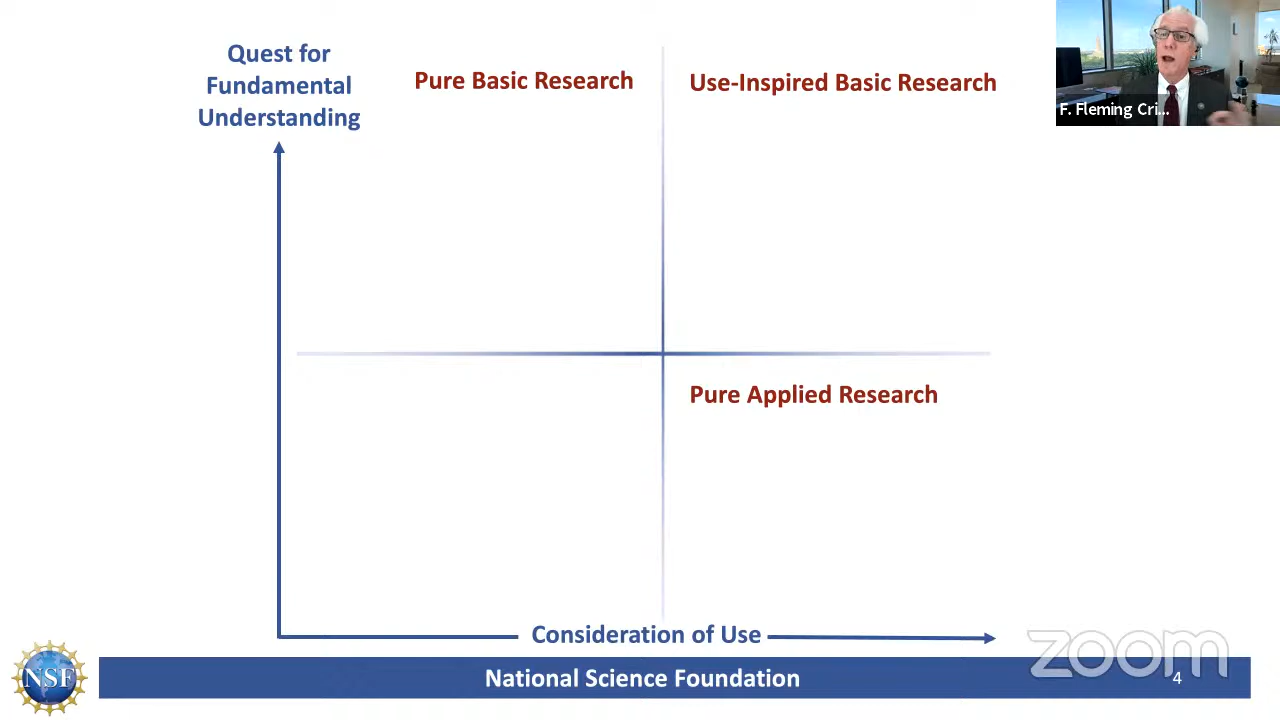 Quest for
Fundamental
Understanding
Pure Basic Research
Use-Inspired Basic Research
F. Fleming Cri...
Pure Applied Research
Consideration of Use
zoom
NSF
National Science Foundation
4